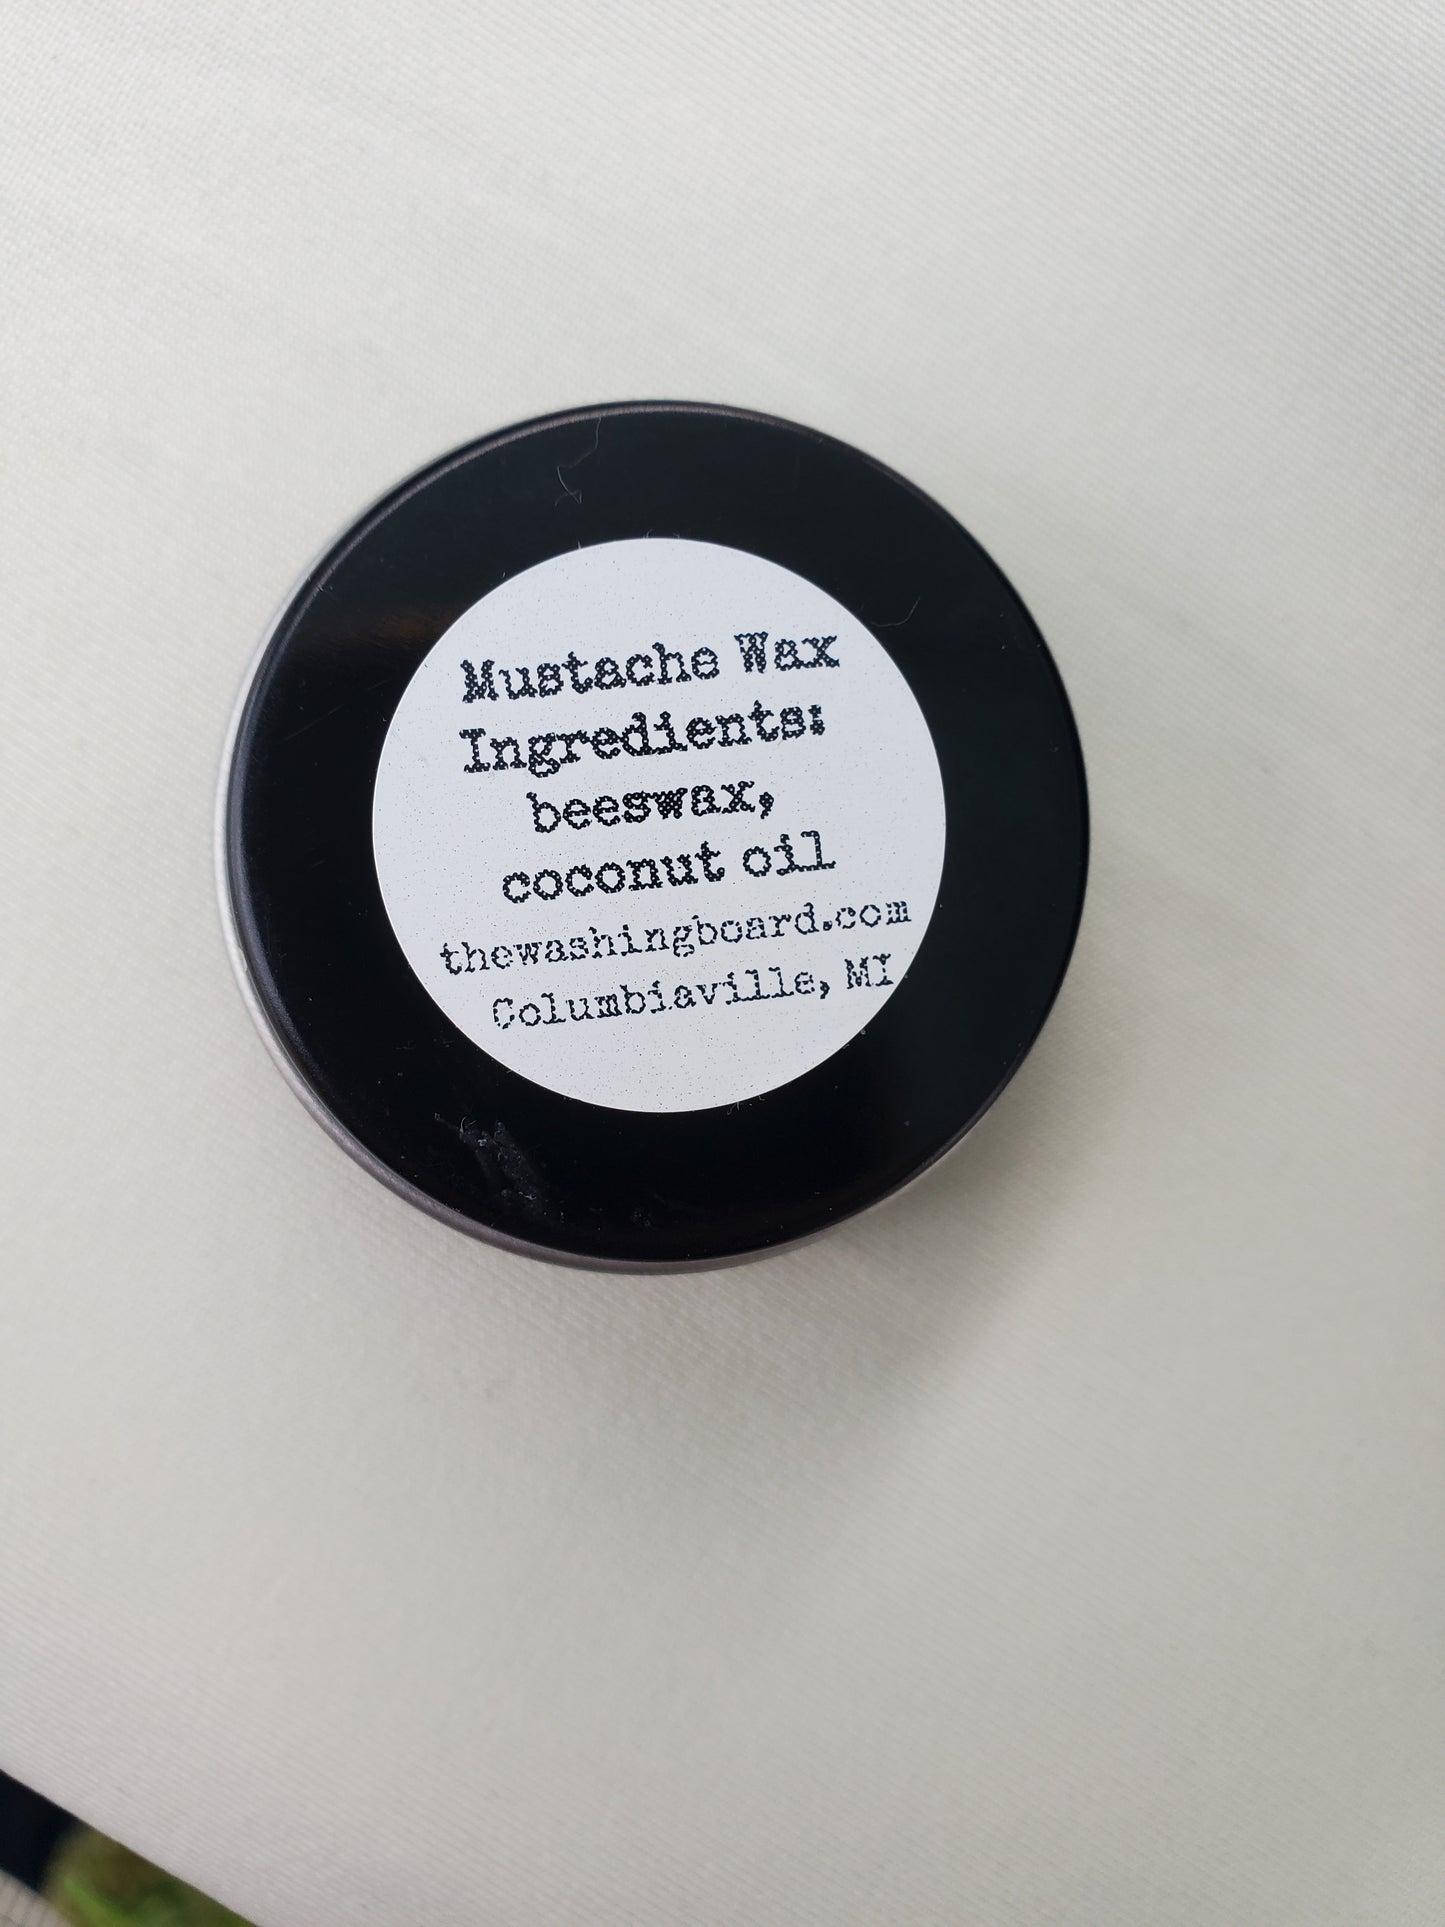 Mustache Wax
Ingredients:
beeswax,
coconut oil
thewashingboard.com
Columbiaville, MI